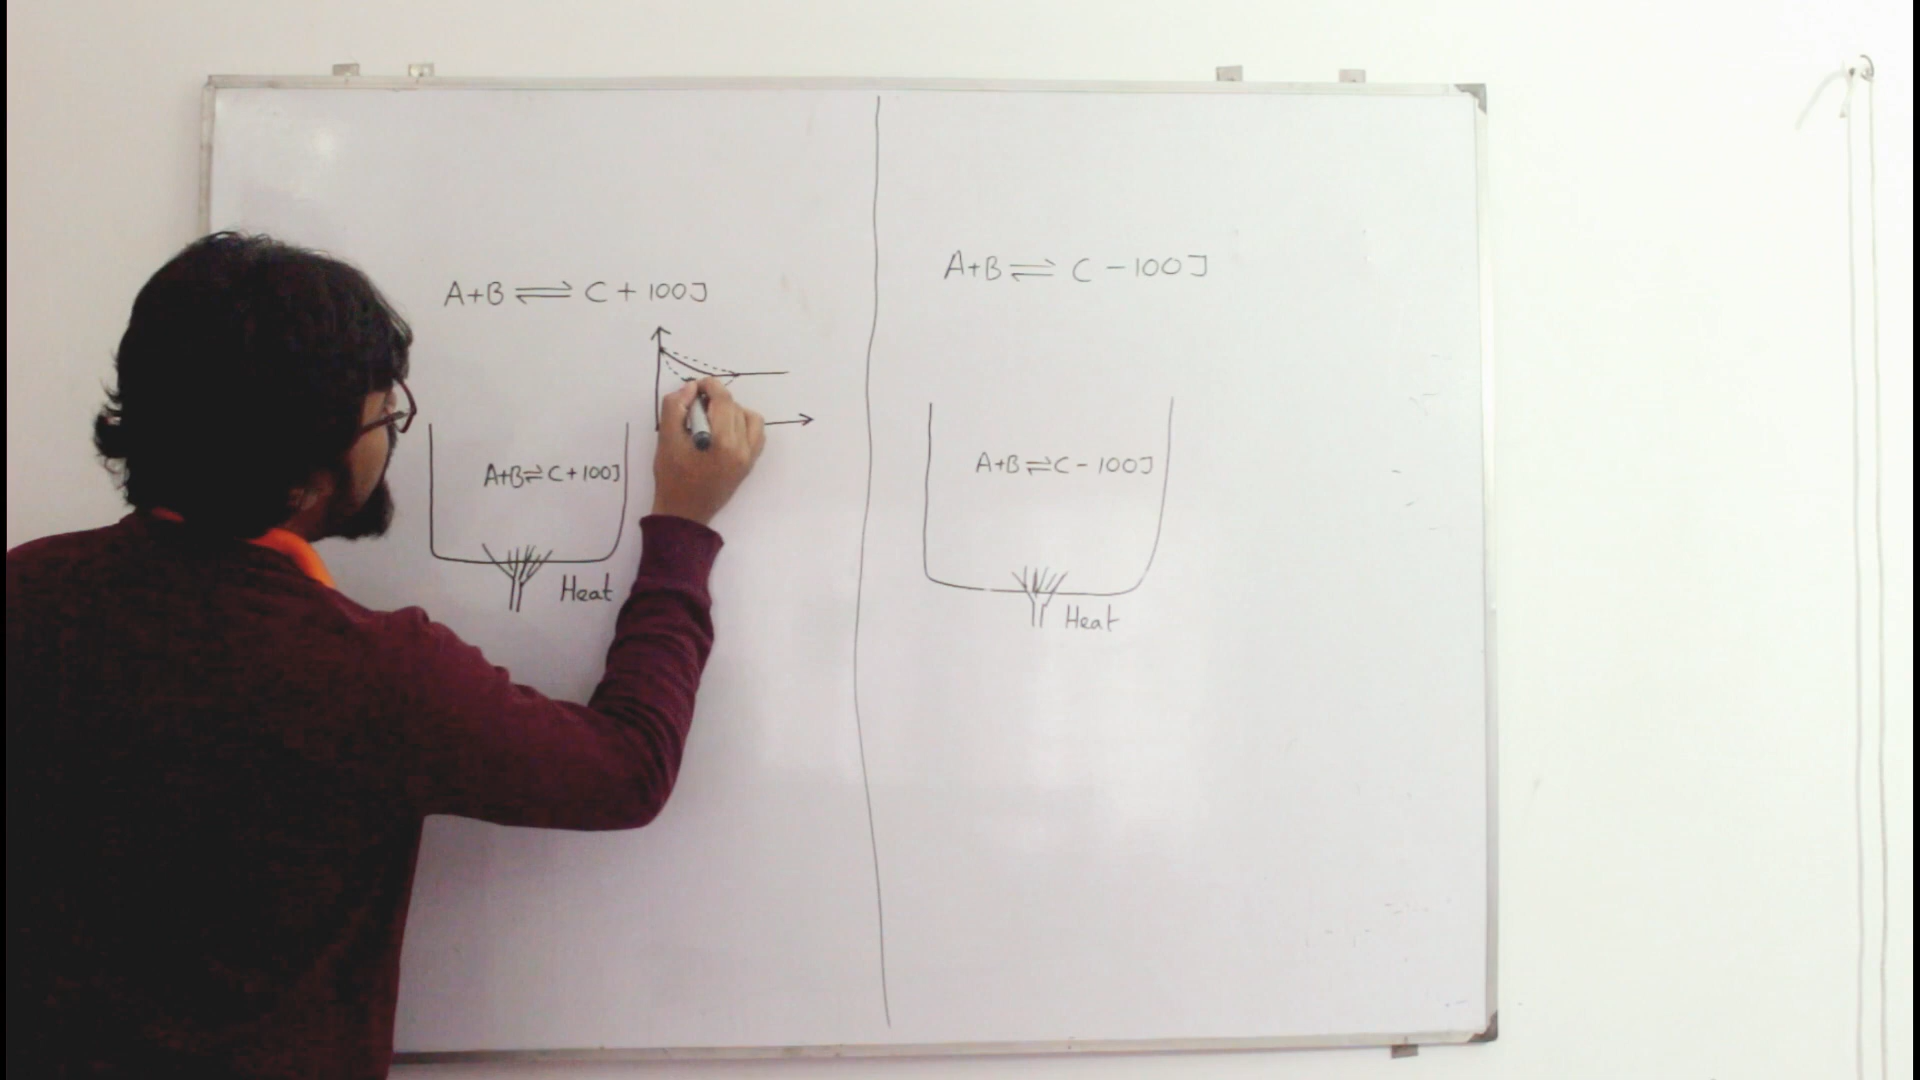 A+B ⇌ C + 100J
A+B⇌C+100J
Heat
A+B ⇌ C - 100J
A+B⇌C-100J
Heat